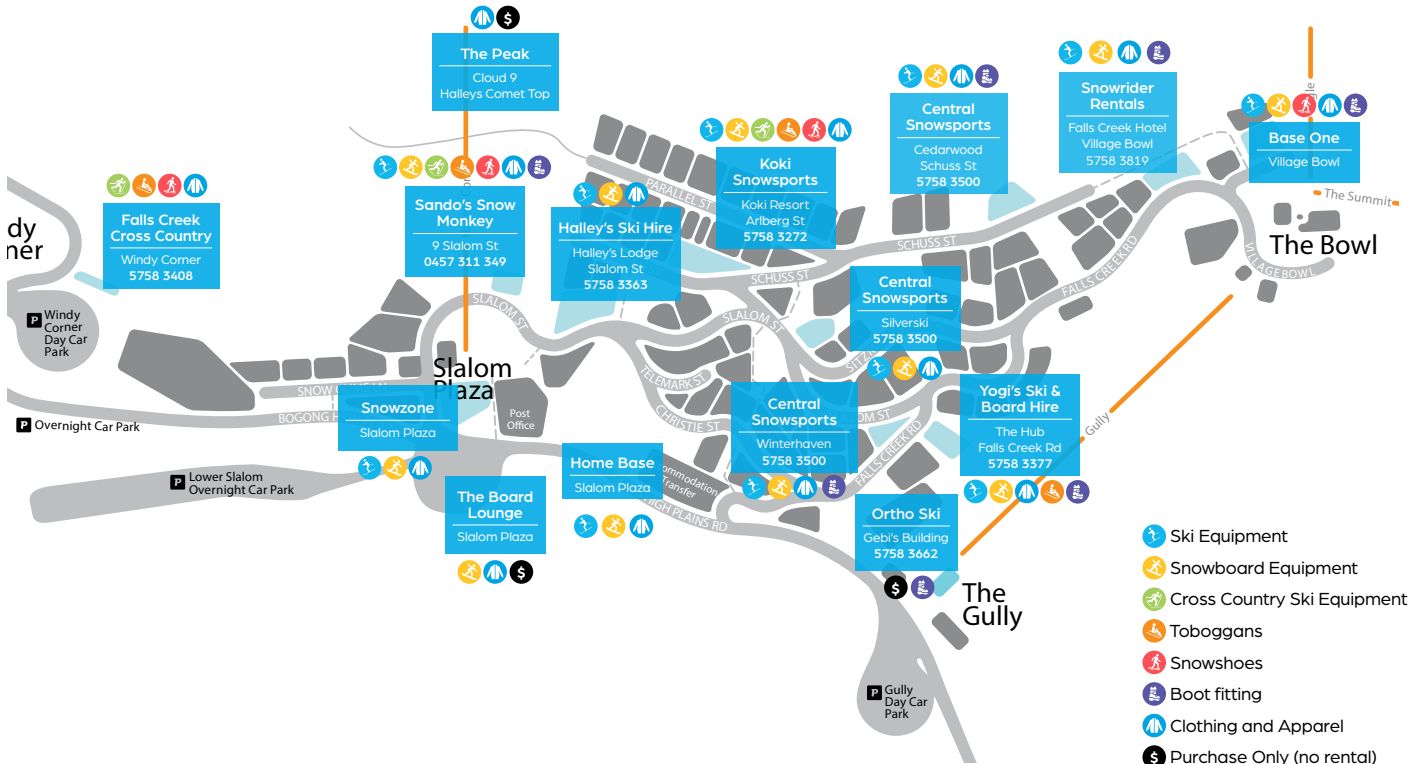 The Peak
Cloud 9
Halleys Comet Top
Falls Creek
Cross Country
Windy Corner
5758 3408
Sando's Snow
Monkey
9 Slalom St
0457 311 349
Halley's Ski Hire
Halley's Lodge
Slalom St
5758 3363
Koki
Snowsports
Koki Resort
Arlberg St
5758 3272
Central
Snowsports
Cedarwood
Schuss St
5758 3500
Snowrider
Rentals
Falls Creek Hotel
Village Bowl
5758 3819
Base One
Village Bowl
The Summit
The Bowl
VILLAGE BOWL
PARALLEL ST
SCHUSS ST
SCHUSS ST
FALLS CREEK RD
Central
Snowsports
Silverski
5758 3500
SLALOM ST
SLALOM ST
TELEMARK ST
CHRISTIE ST
P Windy
Corner
Day Car
Park
P Overnight Car Park
P Lower Slalom
Overnight Car Park
Slalom
Plaza
Post
Office
Snowzone
Slalom Plaza
The Board
Lounge
Slalom Plaza
Home Base
Slalom Plaza
Transfer
HIGH PLAINS RD
Central
Snowsports
Winterhaven
5758 3500
FALLS CREEK RD
Yogi's Ski &
Board Hire
The Hub
Falls Creek Rd
5758 3377
Gully
Ortho Ski
Gebi's Building
5758 3662
The
Gully
P Gully
Day Car
Park
Ski Equipment
Snowboard Equipment
Cross Country Ski Equipment
Toboggans
Snowshoes
Boot fitting
Clothing and Apparel
$ Purchase Only (no rental)